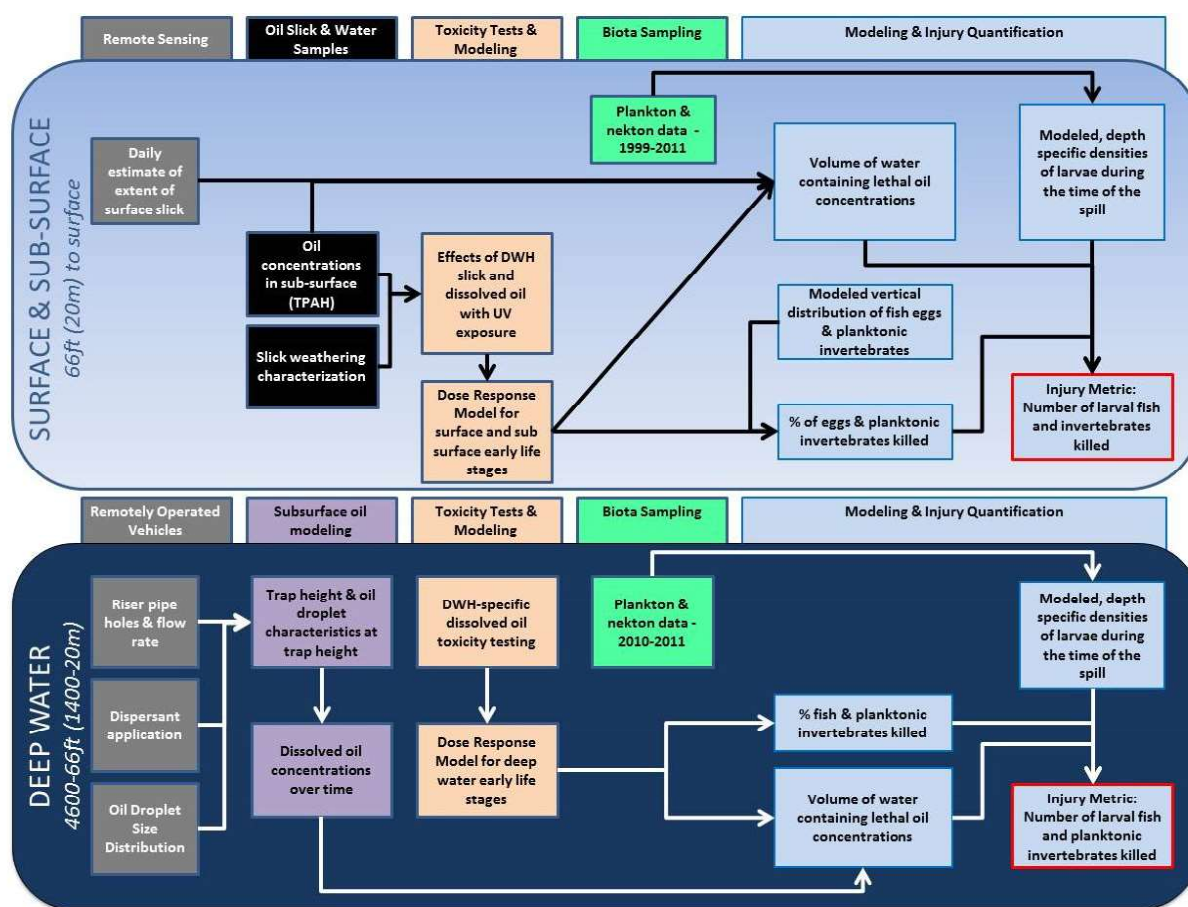 Remote Sensing
Oil Slick & Water
Samples
Toxicity Tests &
Modeling
Biota Sampling
Modeling & Injury Quantification
SURFACE & SUB-SURFACE
66ft (20m) to surface
Daily
estimate of
extent of
surface slick
Oil
concentrations
in sub-surface
(TPAH)
Slick weathering
characterization
Effects of DWH
slick and
dissolved oil
with UV
exposure
Dose Response
Model for
surface and sub
surface early life
stages
Plankton &
nekton data -
1999-2011
Volume of water
containing lethal oil
concentrations
Modeled vertical
distribution of fish eggs
& planktonic
invertebrates
% of eggs & planktonic
invertebrates killed
Modeled, depth
specific densities
of larvae during
the time of the
spill
Injury Metric:
Number of larval fish
and invertebrates
killed
Remotely Operated
Vehicles
Subsurface oil
modeling
Toxicity Tests &
Modeling
Biota Sampling
Modeling & Injury Quantification
DEEP WATER
4600-66ft (1400-20m)
Riser pipe
holes & flow
rate
Dispersant
application
Oil Droplet
Size
Distribution
Trap height & oil
droplet
characteristics at
trap height
Dissolved oil
concentrations
over time
DWH-specific
dissolved oil
toxicity testing
Dose Response
Model for deep
water early life
stages
Plankton &
nekton data -
2010-2011
% fish & planktonic
invertebrates killed
Volume of water
containing lethal oil
concentrations
Modeled, depth
specific densities
of larvae during
the time of the
spill
Injury Metric:
Number of larval fish
and planktonic
invertebrates killed